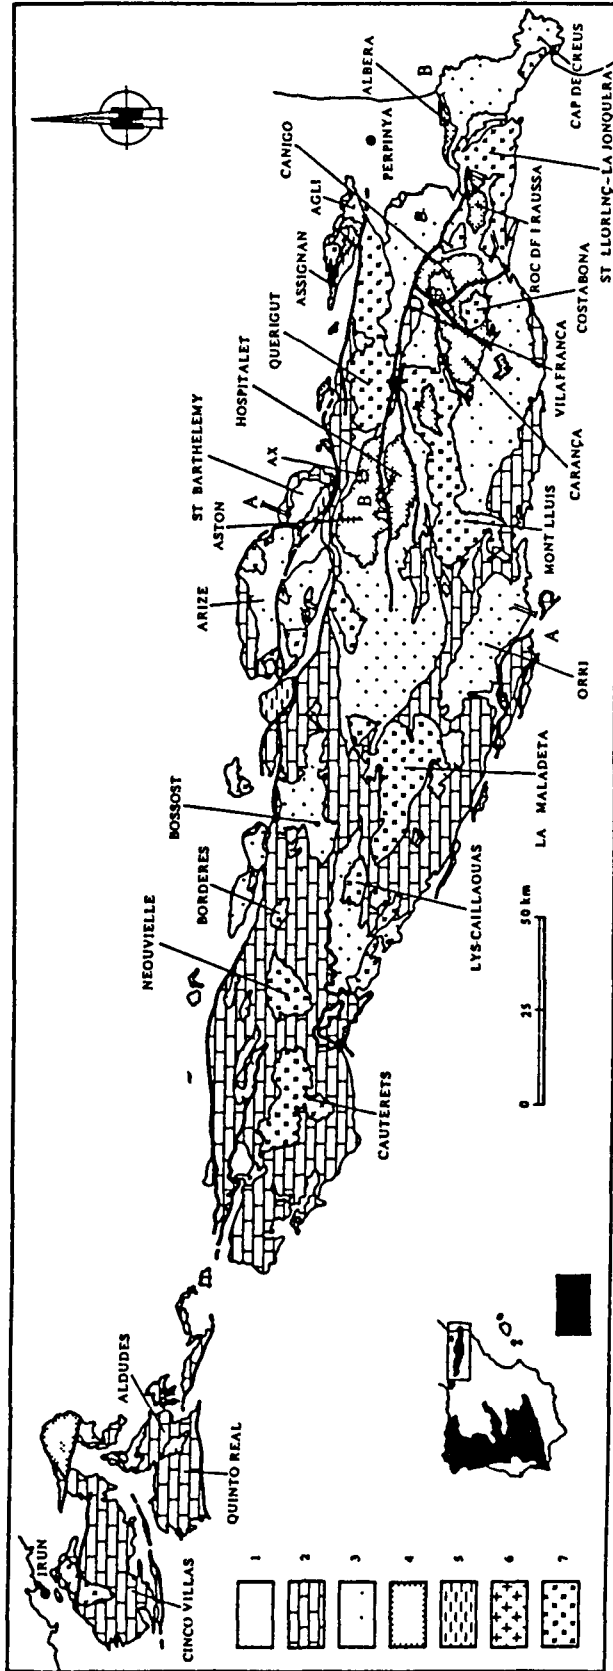 IRUN
CINCO VILLAS
ALDUDES
QUINTO REAL
CAUTERETS
NEOUVIELLE
BORDERES
BOSSOST
LYS-CAILLAOUAS
LA MALADETA
ARIZE
ST BARTHELEMY
A
ASTON
AX
B
HOSPITALET
QUERIGUT
ASSIGNAN
AGLI
CANIGO
PERPINYA
ALBERA
B
B
ORRI
A
MONT LLUIS
CARANÇA
VILAFRANCA
COSTABONA
ROC DE FRAUSSA
ST LLORENÇ-LA JONQUERA
CAP DE CREUS
0 25 50 km
1
2
3
4
5
6
7